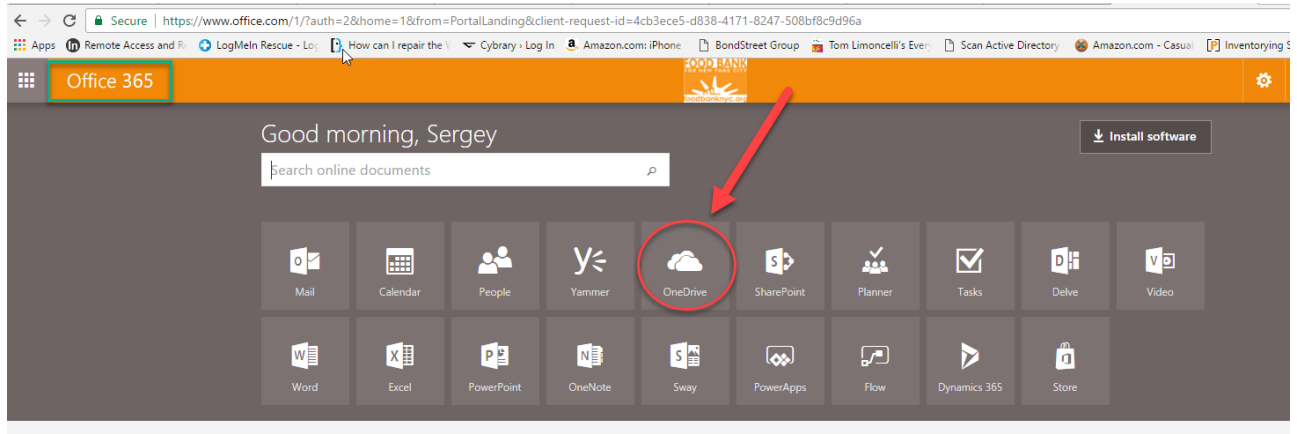 Secure | https://www.office.com/1/?auth=2&home=1&from=PortalLanding&client-request-id=4cb3ece5-d838-4171-8247-508bf8c9d96a
Apps Remote Access and R LogMeIn Rescue - Log How can I repair the Cybrary › Log In Amazon.com: iPhone BondStreet Group Tom Limoncelli's Ever Scan Active Directory Amazon.com - Casual Inventorying S
Office 365
FOOD BANK
FOR NEW YORK CITY
foodbanknyc.org
Good morning, Sergey
Install software
Search online documents
Mail Calendar People Yammer OneDrive SharePoint Planner Tasks Delve Video
Word Excel PowerPoint OneNote Sway PowerApps Flow Dynamics 365 Store